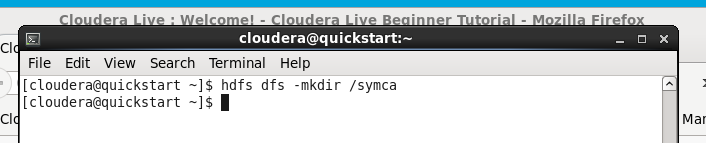 Cloudera Live : Welcome! - Cloudera Live Beginner Tutorial - Mozilla Firefox
cloudera@quickstart:~
File Edit View Search Terminal Help
[cloudera@quickstart ~]$ hdfs dfs -mkdir /symca
[cloudera@quickstart ~]$